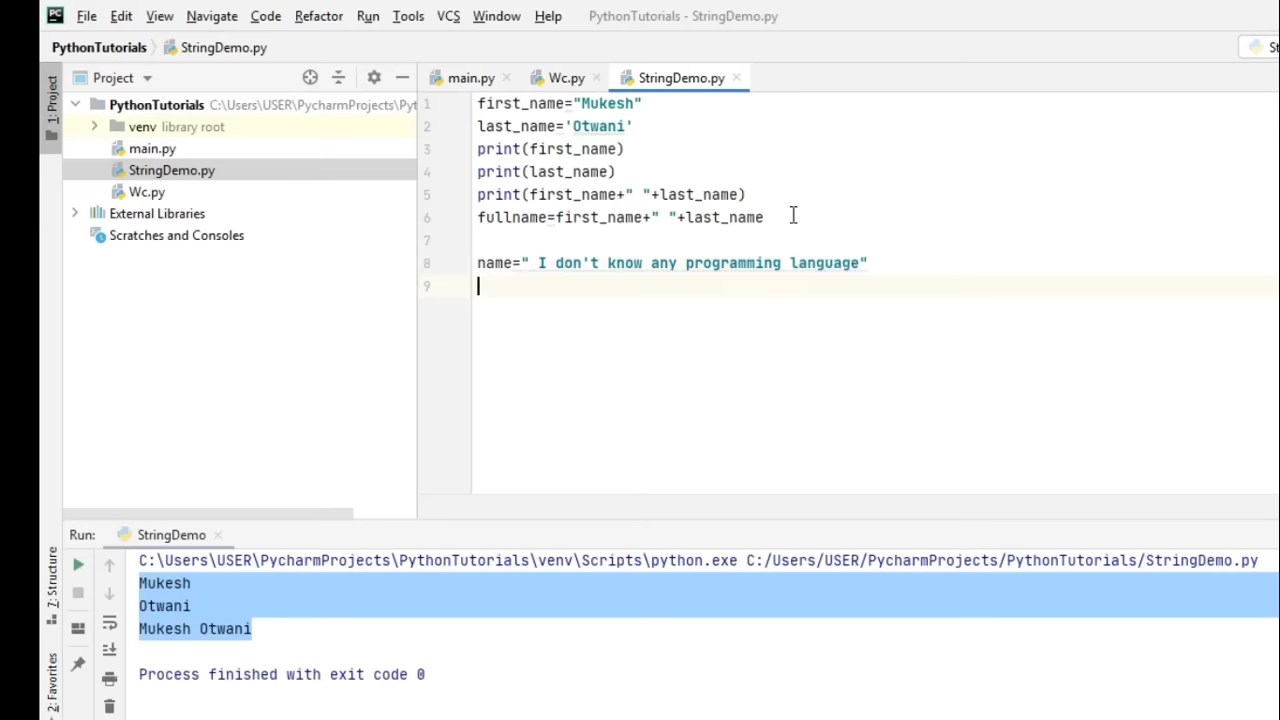 PC File Edit View Navigate Code Refactor Run Tools VCS Window Help PythonTutorials - StringDemo.py
PythonTutorials StringDemo.py
1: Project
Project
main.py Wc.py StringDemo.py
PythonTutorials C:\Users\USER\PycharmProjects\Pyt
venv library root
main.py
StringDemo.py
Wc.py
External Libraries
Scratches and Consoles
1 first_name="Mukesh"
2 last_name='Otwani'
3 print(first_name)
4 print(last_name)
5 print(first_name+" "+last_name)
6 fullname=first_name+" "+last_name
7
8 name=" I don't know any programming language"
9
Run: StringDemo
C:\Users\USER\PycharmProjects\PythonTutorials\venv\Scripts\python.exe C:/Users/USER/PycharmProjects/PythonTutorials/StringDemo.py
Mukesh
Otwani
Mukesh Otwani
Process finished with exit code 0
7: Structure
2: Favorites